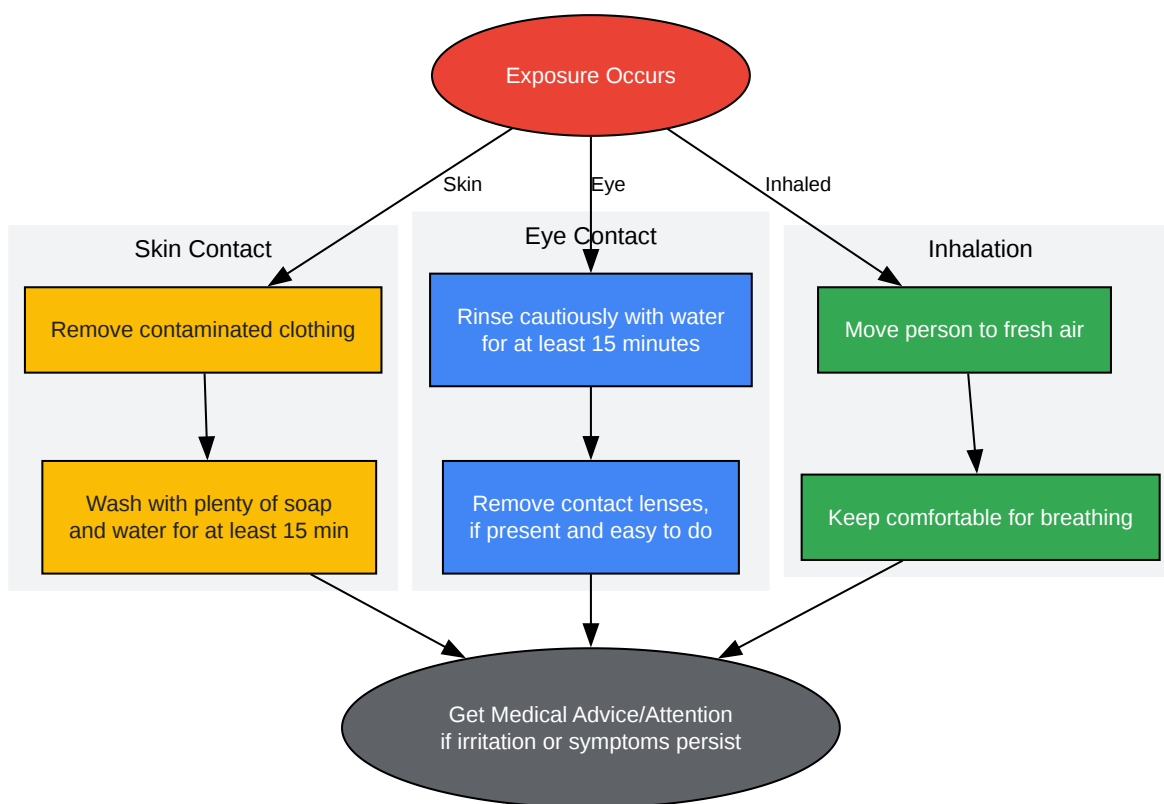 Exposure Occurs
Skin
Eye
Inhaled
Skin Contact
Eye Contact
Inhalation
Remove contaminated clothing
Rinse cautiously with water
for at least 15 minutes
Move person to fresh air
Wash with plenty of soap
and water for at least 15 min
Remove contact lenses,
if present and easy to do
Keep comfortable for breathing
Get Medical Advice/Attention
if irritation or symptoms persist